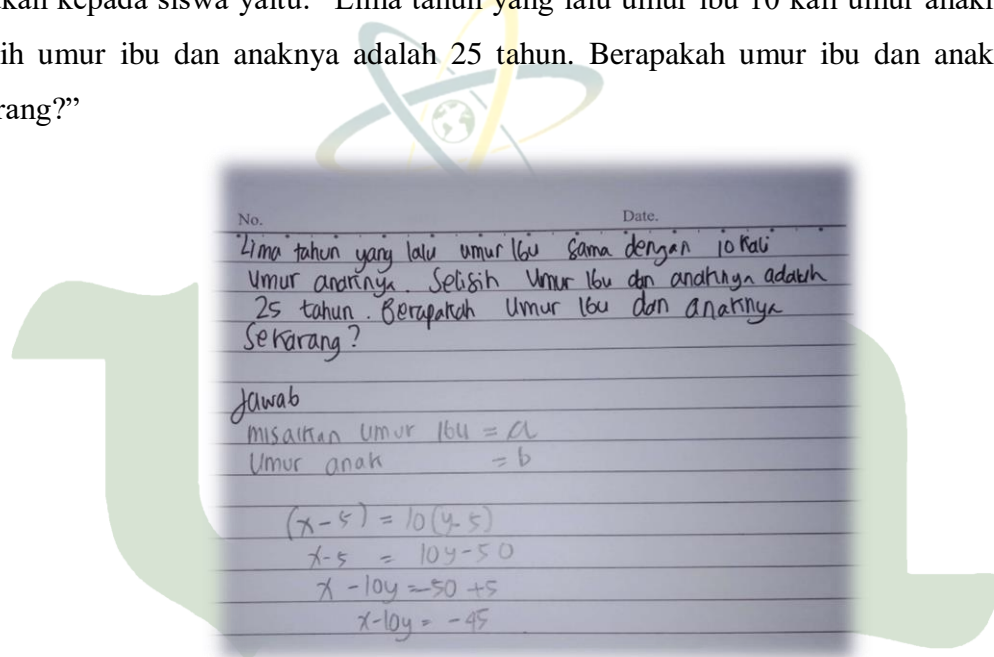 kan kepada siswa yaitu: “Lima tahun yang lalu umur ibu 10 kali umur anakn
ih umur ibu dan anaknya adalah 25 tahun. Berapakah umur ibu dan anak
rang?”
No.
Date.
Lima tahun yang lalu umur Ibu sama dengan 10 kali
Umur anaknya. Selisih Umur Ibu dan anaknya adalah
25 tahun. Berapakah Umur Ibu dan anaknya
Sekarang?
Jawab
misalkan Umur Ibu = a
Umur anak = b
(x-5) = 10(y-5)
x-5 = 10y-50
x -10y =-50 +5
x-10y = -45